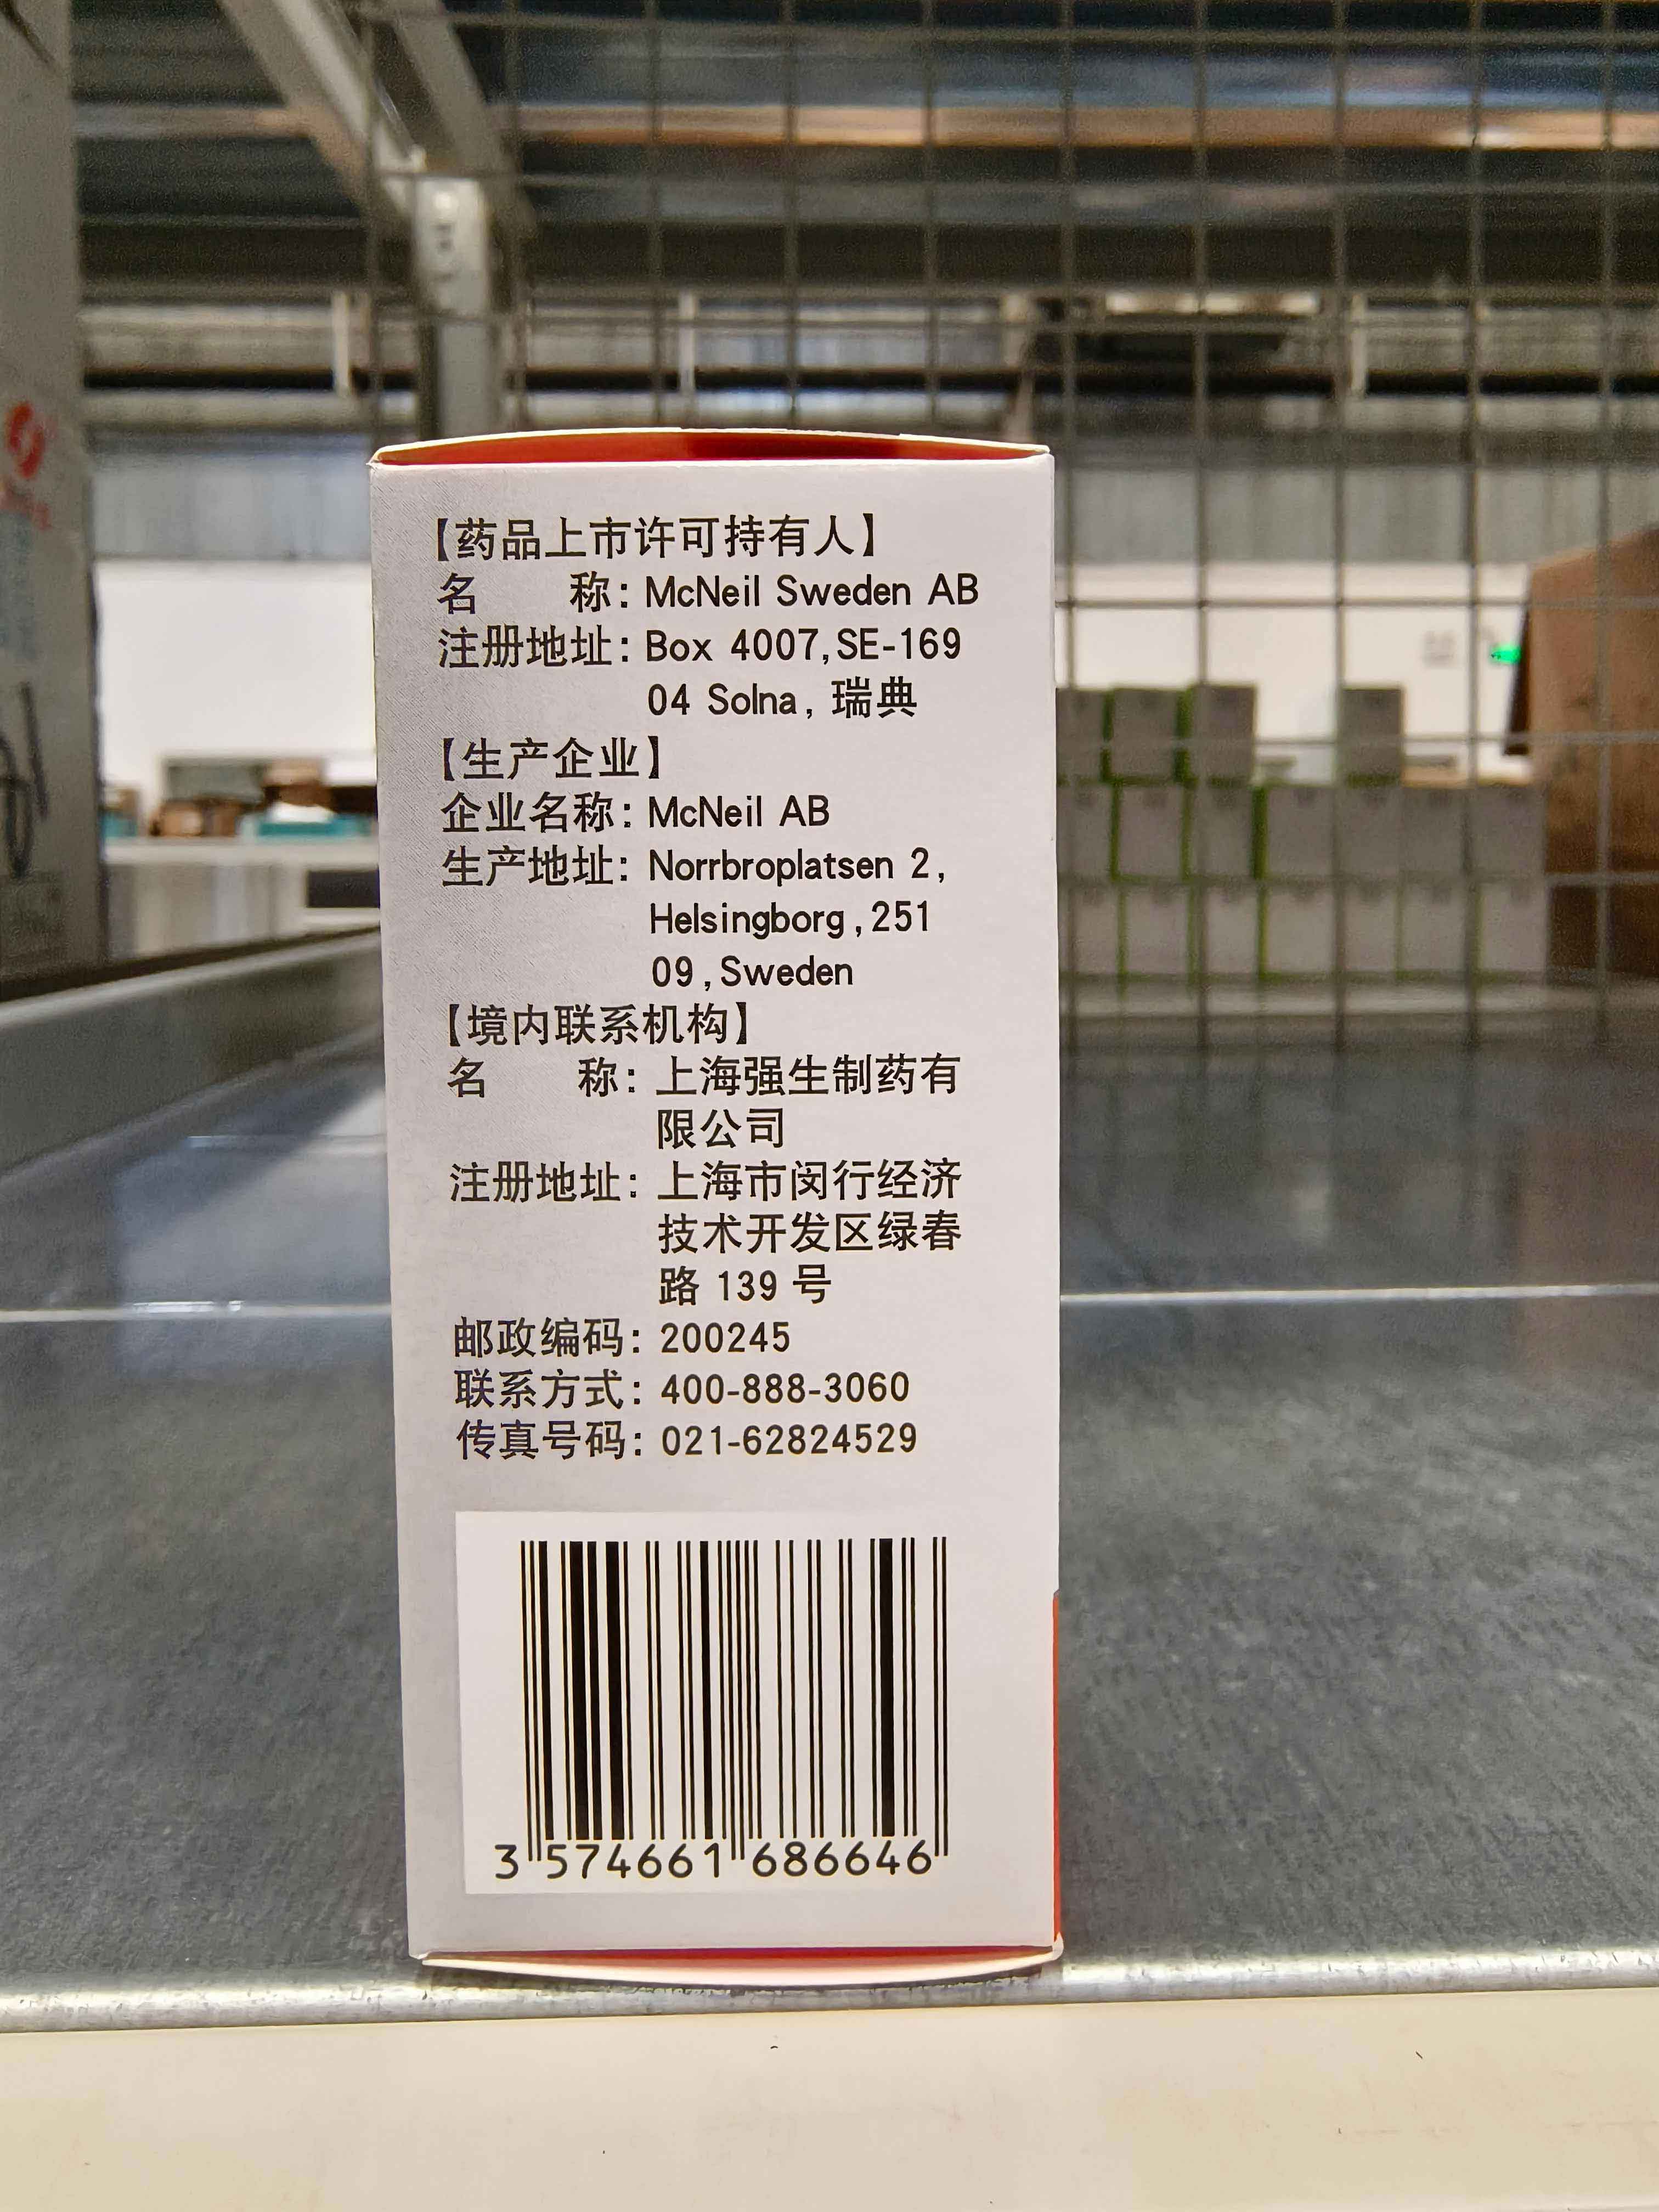 【药品上市许可持有人】
名 称：McNeil Sweden AB
注册地址：Box 4007,SE-169
04 Solna, 瑞典
【生产企业】
企业名称：McNeil AB
生产地址：Norrbroplatsen 2,
Helsingborg,251
09,Sweden
【境内联系机构】
名 称：上海强生制药有
限公司
注册地址：上海市闵行经济
技术开发区绿春
路 139 号
邮政编码：200245
联系方式：400-888-3060
传真号码：021-62824529
3 574661 686646